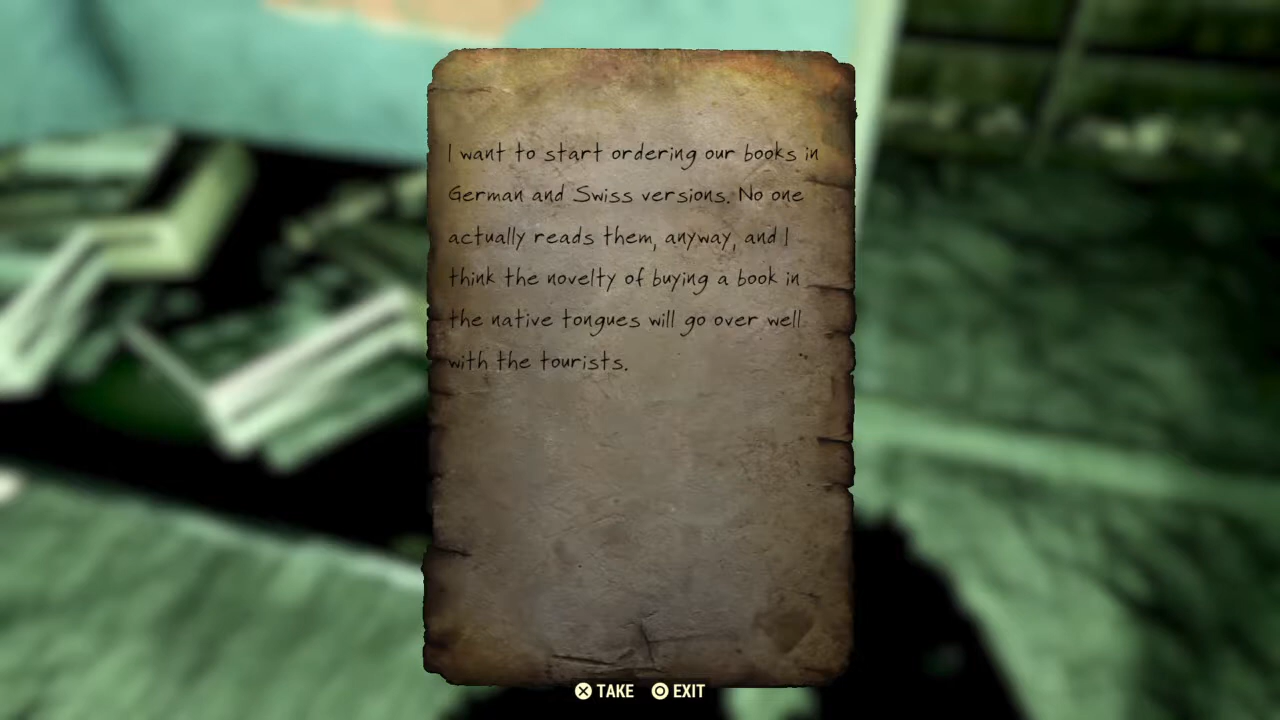 I want to start ordering our books in
German and Swiss versions. No one
actually reads them, anyway, and I
think the novelty of buying a book in
the native tongues will go over well
with the tourists.
TAKE EXIT